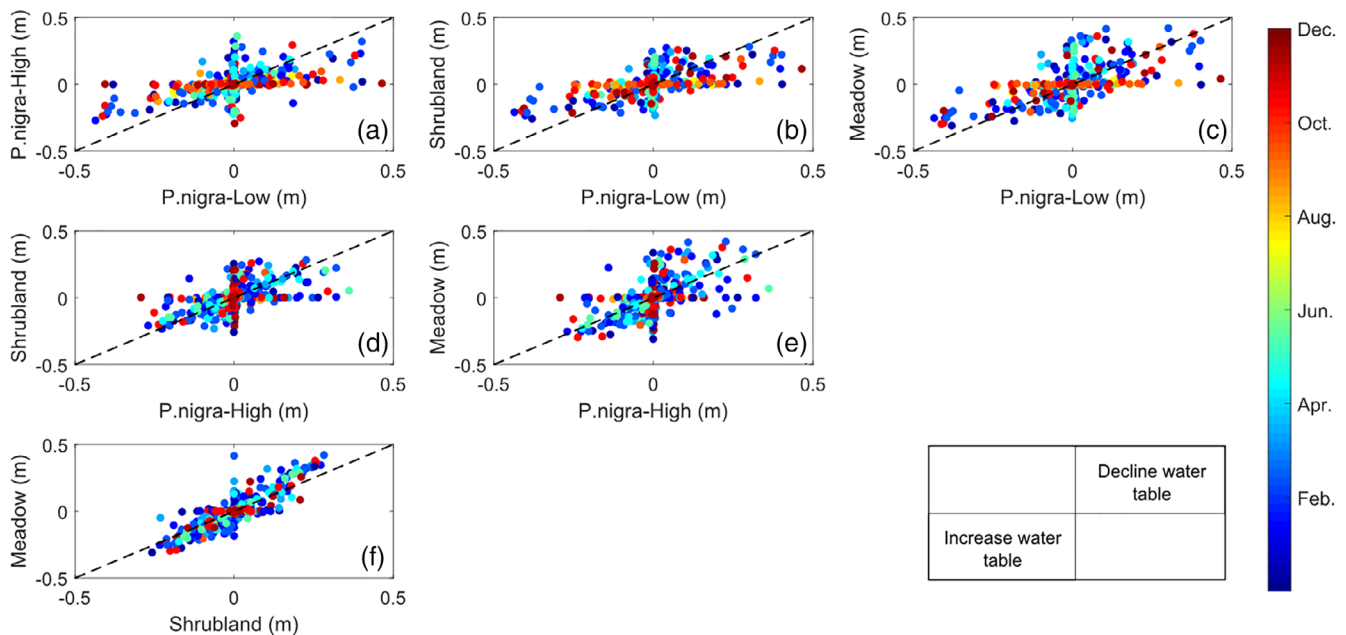 P.nigra-High (m)
0.5
0
-0.5
(a)
-0.5
0
0.5
P.nigra-Low (m)
Shrubland (m)
0.5
0
-0.5
(b)
-0.5
0
0.5
P.nigra-Low (m)
Meadow (m)
0.5
0
-0.5
(c)
-0.5
0
0.5
P.nigra-Low (m)
Shrubland (m)
0.5
0
-0.5
(d)
-0.5
0
0.5
P.nigra-High (m)
Meadow (m)
0.5
0
-0.5
(e)
-0.5
0
0.5
P.nigra-High (m)
Meadow (m)
0.5
0
-0.5
(f)
-0.5
0
0.5
Shrubland (m)
Decline water
table
Increase water
table
Dec.
Oct.
Aug.
Jun.
Apr.
Feb.